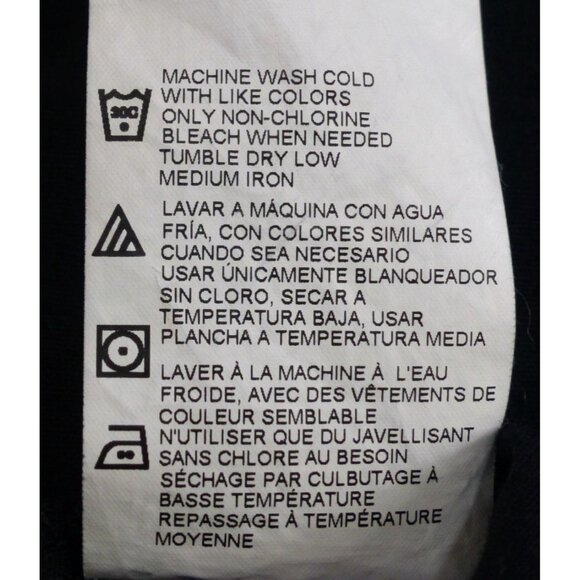 MACHINE WASH COLD
WITH LIKE COLORS
ONLY NON-CHLORINE
BLEACH WHEN NEEDED
TUMBLE DRY LOW
MEDIUM IRON
30C
LAVAR A MÁQUINA CON AGUA
FRÍA, CON COLORES SIMILARES
CUANDO SEA NECESARIO
USAR ÚNICAMENTE BLANQUEADOR
SIN CLORO, SECAR A
TEMPERATURA BAJA, USAR
PLANCHA A TEMPERATURA MEDIA
LAVER À LA MACHINE À L'EAU
FROIDE, AVEC DES VÊTEMENTS DE
COULEUR SEMBLABLE
N'UTILISER QUE DU JAVELLISANT
SANS CHLORE AU BESOIN
SÉCHAGE PAR CULBUTAGE À
BASSE TEMPÉRATURE
REPASSAGE À TEMPÉRATURE
MOYENNE